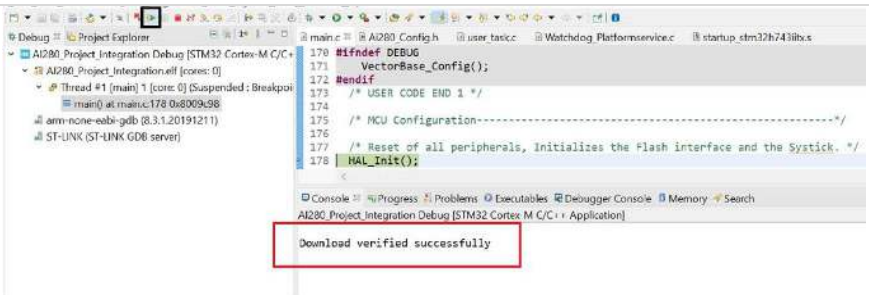 Debug
Project Explorer
AI280_Project_Integration Debug [STM32 Cortex-M C/C+
AI280_Project_Integration.elf [cores: 0]
Thread #1 [main] 1 [core: 0] (Suspended : Breakpoi
main() at main.c:178 0x8009c98
arm-none-eabi-gdb (8.3.1.20191211)
ST-LINK (ST-LINK GDB server)
main.c
AI280_Config.h
user_task.c
Watchdog_Platformservice.c
startup_stm32h743iitx.s
170 #ifndef DEBUG
171 VectorBase_Config();
172 #endif
173 /* USER CODE END 1 */
174
175 /* MCU Configuration--------------------------------------------------------*/
176
177 /* Reset of all peripherals, Initializes the Flash interface and the Systick. */
178 HAL_Init();
Console
Progress
Problems
Executables
Debugger Console
Memory
Search
AI280_Project_Integration Debug [STM32 Cortex-M C/C++ Application]
Download verified successfully